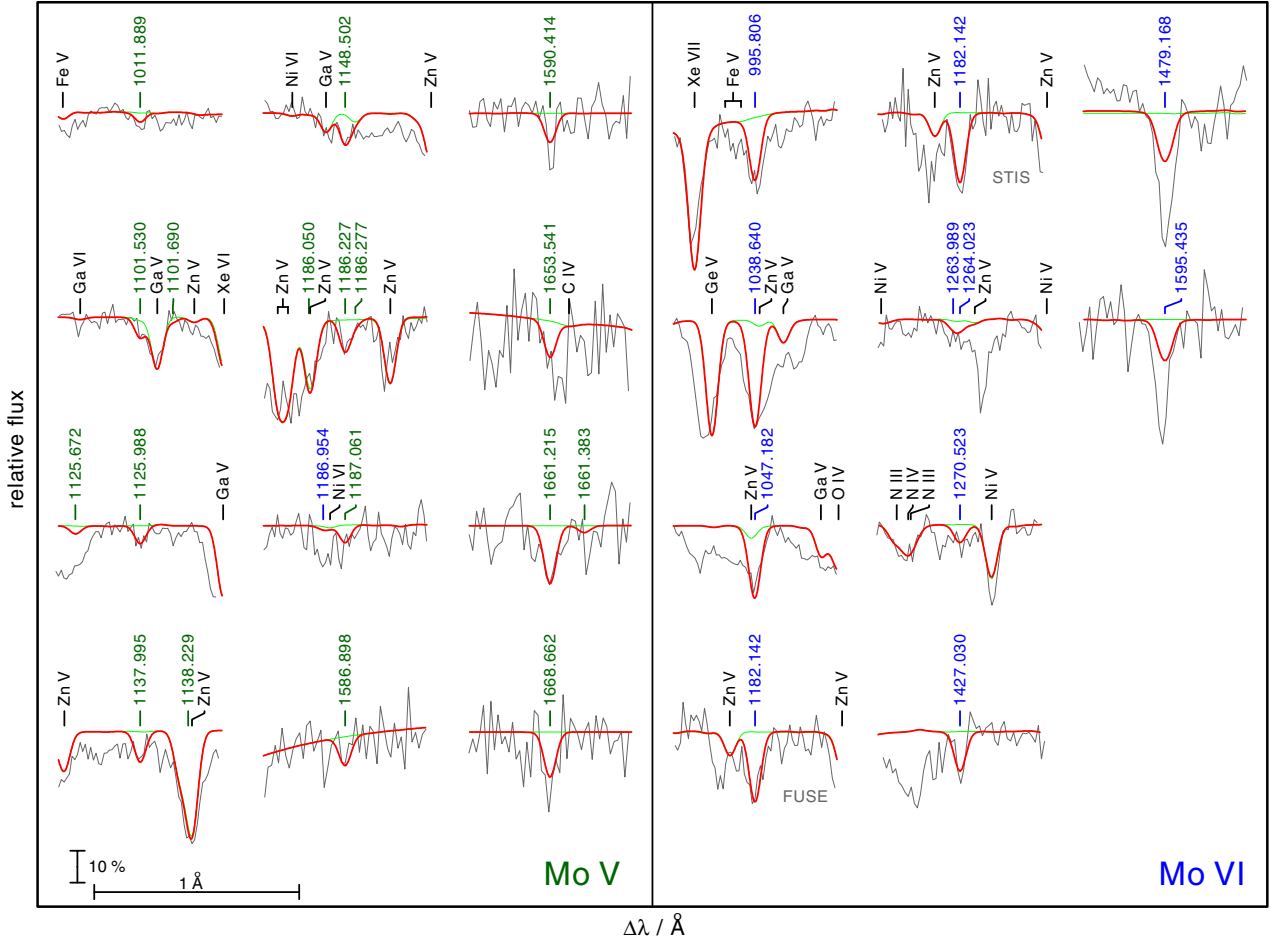 Fe V
1011.889
Ni VI
Ga V
1148.502
Zn V
1590.414
Xe VII
Fe V
995.806
Zn V
1182.142
Zn V
1479.168
STIS
Ga VI
1101.530
Ga V
1101.690
Zn V
Xe VI
Zn V
1186.050
Zn V
1186.227
1186.277
Zn V
1653.541
C IV
Ge V
1038.640
Zn V
Ga V
Ni V
1263.989
1264.023
Zn V
Ni V
1595.435
relative flux
1125.672
1125.988
Ga V
1186.954
Ni VI
1187.061
1661.215
1661.383
Zn V
1047.182
Ga V
O IV
N III
N IV
N III
1270.523
Ni V
Zn V
1137.995
1138.229
Zn V
1586.898
1668.662
Zn V
1182.142
Zn V
1427.030
FUSE
10 %
1 Å
Mo V
Mo VI
Δλ / Å